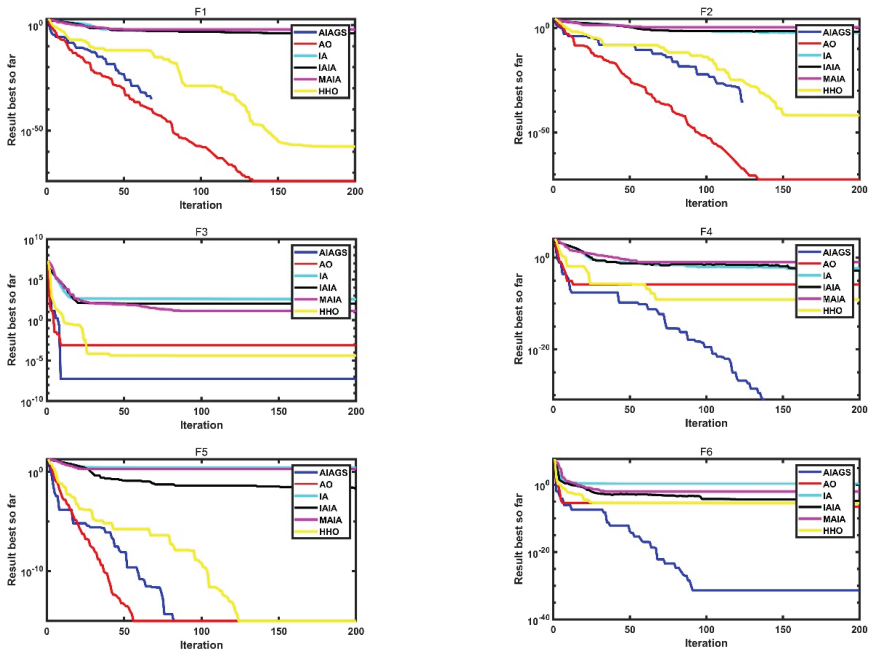 F1
Result best so far
10^0
10^-50
0 50 100 150 200
Iteration
AIAGS
AO
IA
IAIA
MAIA
HHO
F2
Result best so far
10^0
10^-50
0 50 100 150 200
Iteration
AIAGS
AO
IA
IAIA
MAIA
HHO
F3
Result best so far
10^10
10^5
10^0
10^-5
10^-10
0 50 100 150 200
Iteration
AIAGS
AO
IA
IAIA
MAIA
HHO
F4
Result best so far
10^0
10^-20
0 50 100 150 200
Iteration
AIAGS
AO
IA
IAIA
MAIA
HHO
F5
Result best so far
10^0
10^-10
0 50 100 150 200
Iteration
AIAGS
AO
IA
IAIA
MAIA
HHO
F6
Result best so far
10^0
10^-20
10^-40
0 50 100 150 200
Iteration
AIAGS
AO
IA
IAIA
MAIA
HHO